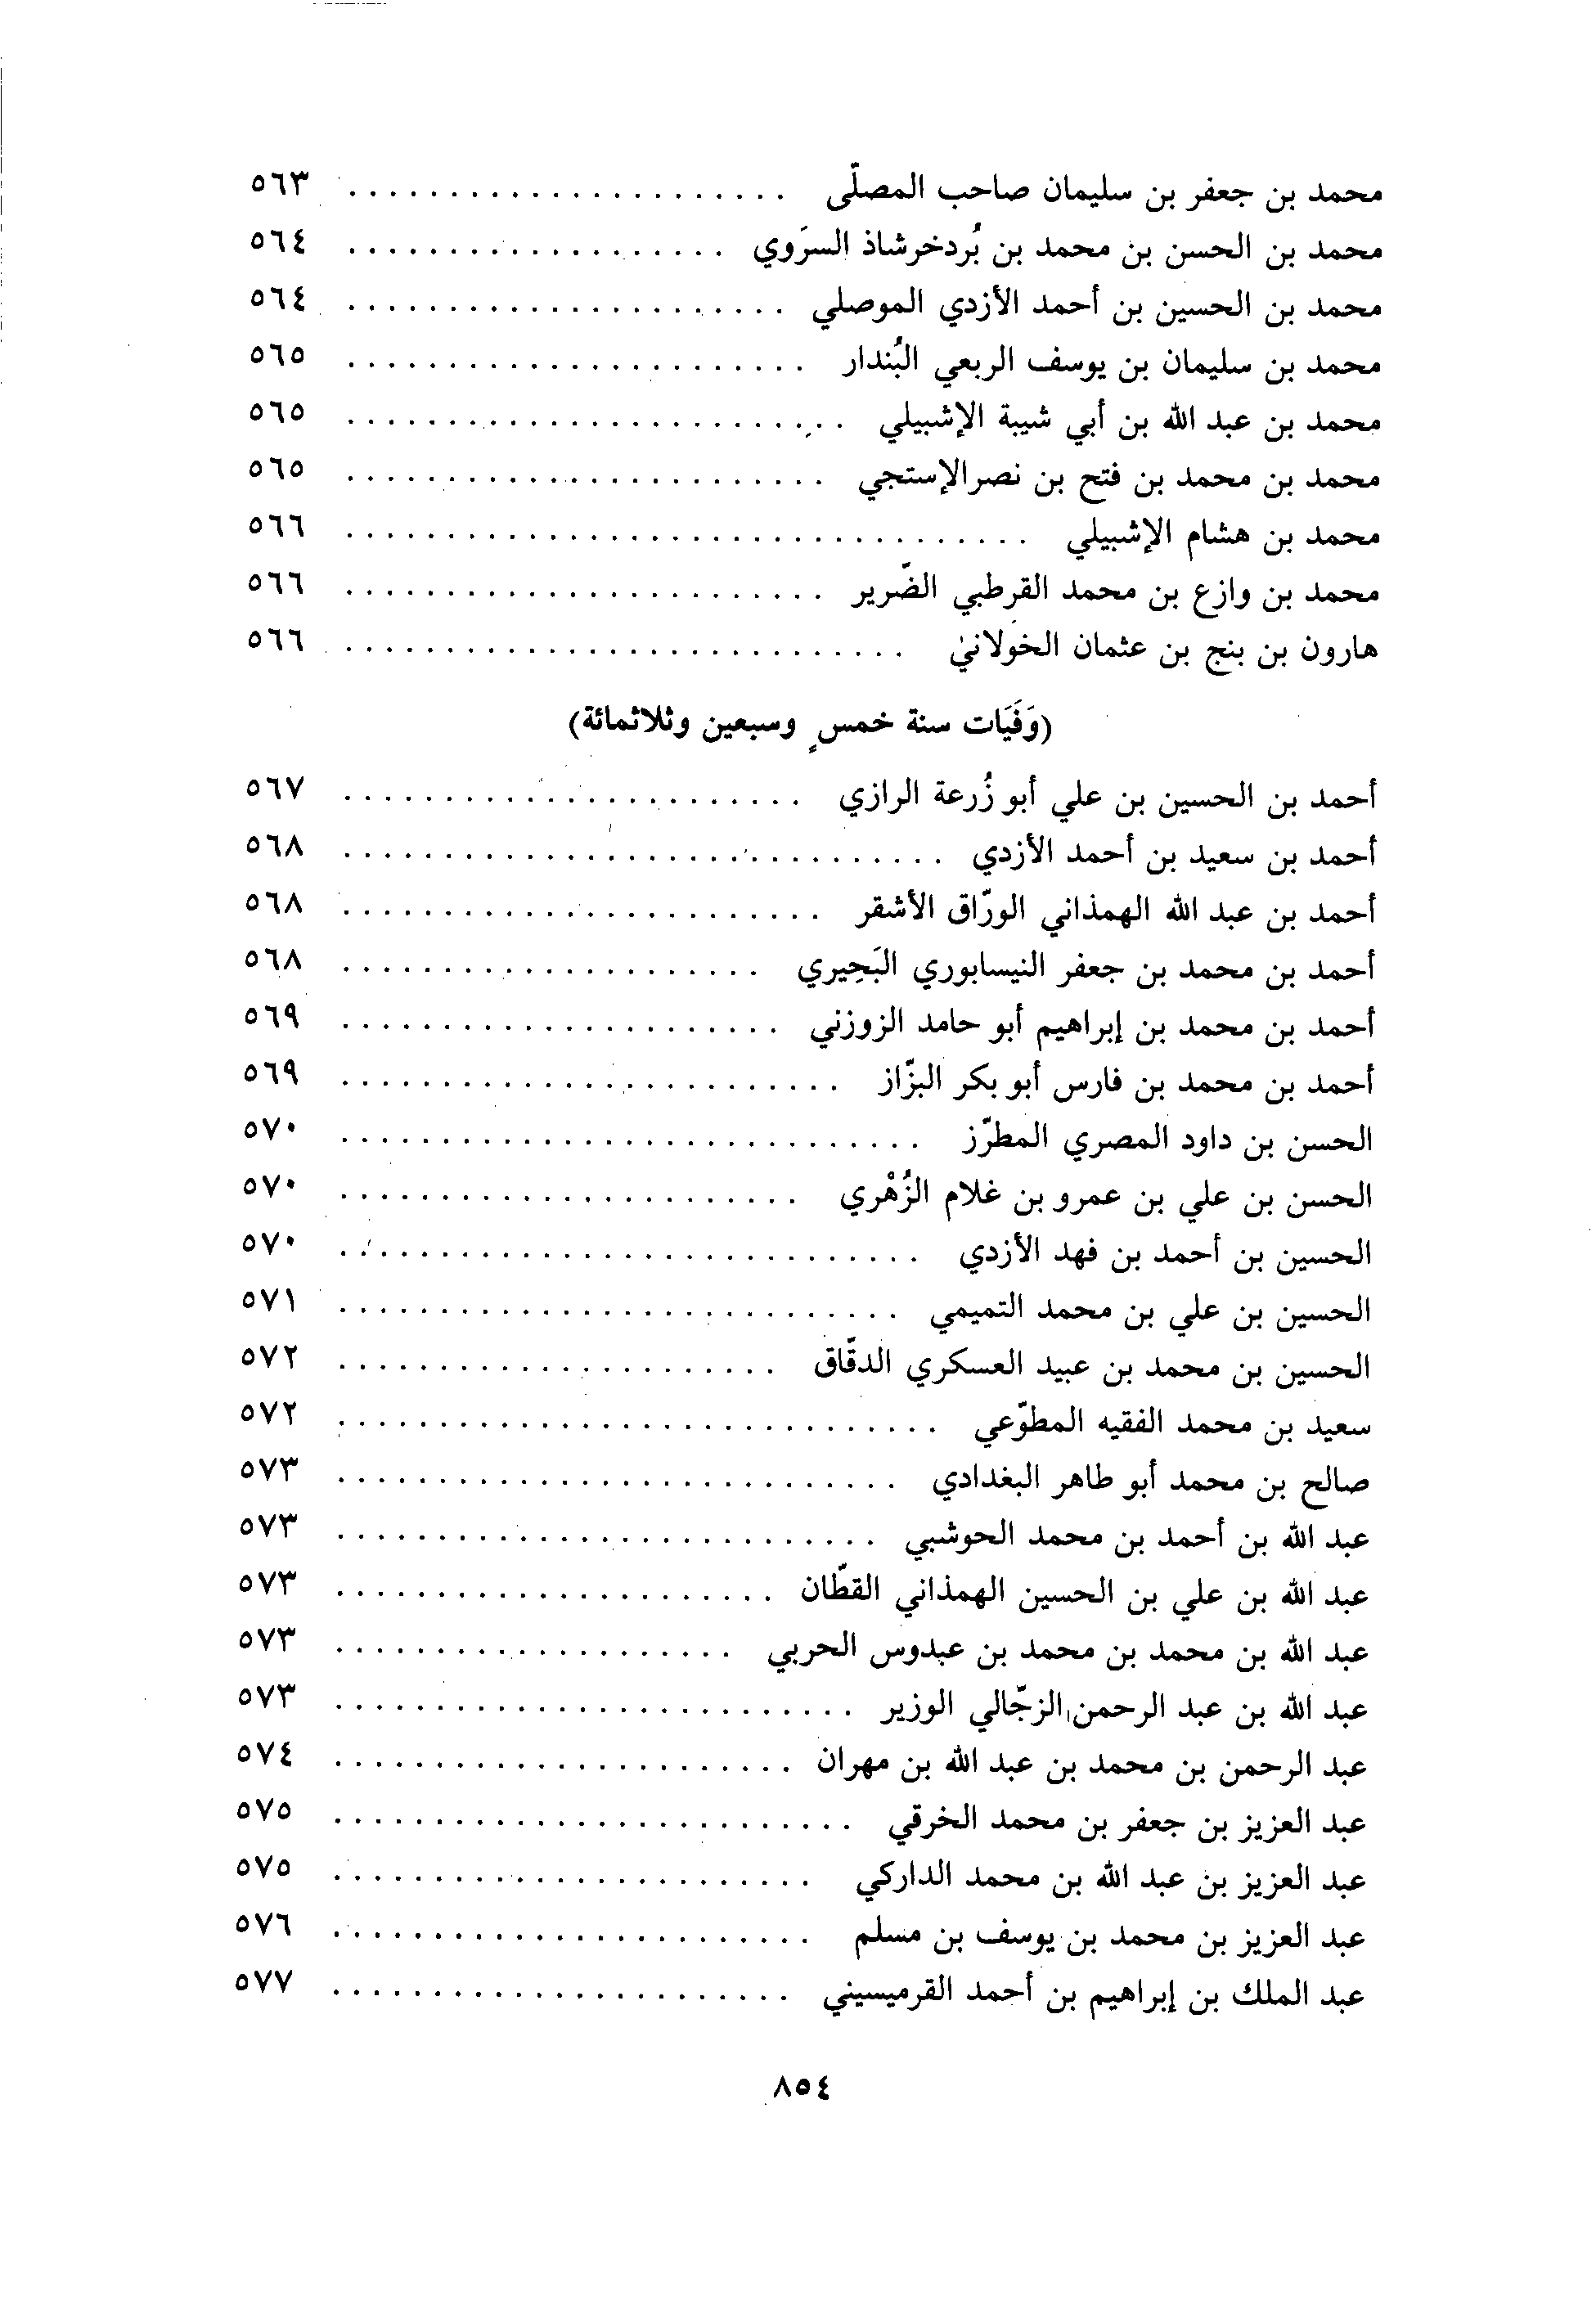 محمد بن جعفر بن سليمان صاحب المصلّى . . . . . . . . . . . . . . . . . . . . . . ٥٦٣
محمد بن الحسن بن محمد بن بُردخرشاذ السرَوي . . . . . . . . . . . . . . . . . . . ٥٦٤
محمد بن الحسين بن أحمد الأزدي الموصلي . . . . . . . . . . . . . . . . . . . . . . ٥٦٤
محمد بن سليمان بن يوسف الربعي البُندار . . . . . . . . . . . . . . . . . . . . . . . ٥٦٥
محمد بن عبد الله بن أبي شيبة الإشبيلي . . . . . . . . . . . . . . . . . . . . . . . . . ٥٦٥
محمد بن محمد بن فتح بن نصرالإستجي . . . . . . . . . . . . . . . . . . . . . . . . ٥٦٥
محمد بن هشام الإشبيلي . . . . . . . . . . . . . . . . . . . . . . . . . . . . . . . . . . ٥٦٦
محمد بن وازع بن محمد القرطبي الضّرير . . . . . . . . . . . . . . . . . . . . . . . . ٥٦٦
هارون بن بنج بن عثمان الخولاني . . . . . . . . . . . . . . . . . . . . . . . . . . . . ٥٦٦
(وَفَيَات سنة خمسٍ وسبعين وثلاثمائة)
أحمد بن الحسين بن علي أبو زُرعة الرازي . . . . . . . . . . . . . . . . . . . . . . . ٥٦٧
أحمد بن سعيد بن أحمد الأزدي . . . . . . . . . . . . . . . . . . . . . . . . . . . . . . ٥٦٨
أحمد بن عبد الله الهمذاني الورّاق الأشقر . . . . . . . . . . . . . . . . . . . . . . . . ٥٦٨
أحمد بن محمد بن جعفر النيسابوري البَحِيري . . . . . . . . . . . . . . . . . . . . . ٥٦٨
أحمد بن محمد بن إبراهيم أبو حامد الزوزني . . . . . . . . . . . . . . . . . . . . . . ٥٦٩
أحمد بن محمد بن فارس أبو بكر البزّاز . . . . . . . . . . . . . . . . . . . . . . . . . ٥٦٩
الحسن بن داود المصري المطرّز . . . . . . . . . . . . . . . . . . . . . . . . . . . . . ٥٧٠
الحسن بن علي بن عمرو بن غلام الزُهْري . . . . . . . . . . . . . . . . . . . . . . . ٥٧٠
الحسين بن أحمد بن فهد الأزدي . . . . . . . . . . . . . . . . . . . . . . . . . . . . . ٥٧٠
الحسين بن علي بن محمد التميمي . . . . . . . . . . . . . . . . . . . . . . . . . . . . ٥٧١
الحسين بن محمد بن عبيد العسكري الدقّاق . . . . . . . . . . . . . . . . . . . . . . ٥٧٢
سعيد بن محمد الفقيه المطوّعي . . . . . . . . . . . . . . . . . . . . . . . . . . . . . . ٥٧٢
صالح بن محمد أبو طاهر البغدادي . . . . . . . . . . . . . . . . . . . . . . . . . . . . ٥٧٣
عبد الله بن أحمد بن محمد الحوشبي . . . . . . . . . . . . . . . . . . . . . . . . . . . ٥٧٣
عبد الله بن علي بن الحسين الهمذاني القطّان . . . . . . . . . . . . . . . . . . . . . . ٥٧٣
عبد الله بن محمد بن محمد بن عبدوس الحربي . . . . . . . . . . . . . . . . . . . . ٥٧٣
عبد الله بن عبد الرحمن الزجّالي الوزير . . . . . . . . . . . . . . . . . . . . . . . . . . ٥٧٣
عبد الرحمن بن محمد بن عبد الله بن مهران . . . . . . . . . . . . . . . . . . . . . . . ٥٧٤
عبد العزيز بن جعفر بن محمد الخرقي . . . . . . . . . . . . . . . . . . . . . . . . . . ٥٧٥
عبد العزيز بن عبد الله بن محمد الداركي . . . . . . . . . . . . . . . . . . . . . . . . ٥٧٥
عبد العزيز بن محمد بن يوسف بن مسلم . . . . . . . . . . . . . . . . . . . . . . . . ٥٧٦
عبد الملك بن إبراهيم بن أحمد القرميسيني . . . . . . . . . . . . . . . . . . . . . . . ٥٧٧
٨٥٤